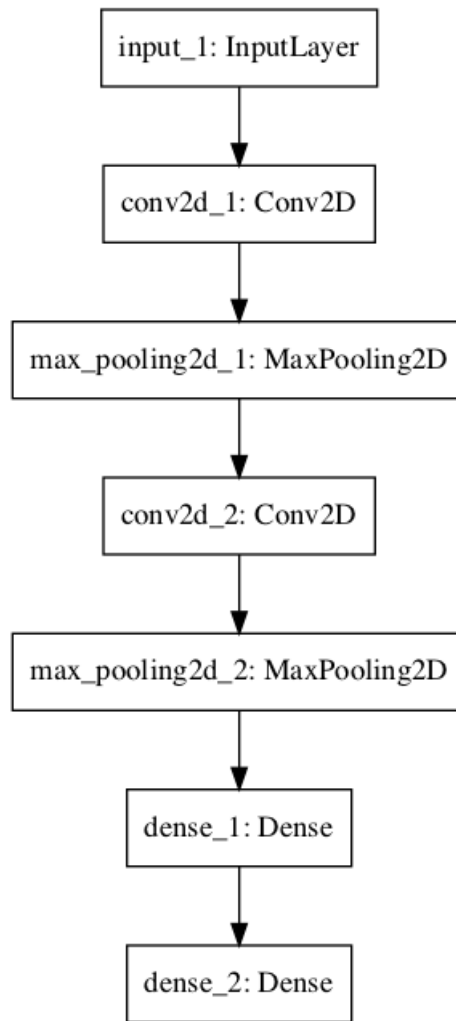 input_1: InputLayer
conv2d_1: Conv2D
max_pooling2d_1: MaxPooling2D
conv2d_2: Conv2D
max_pooling2d_2: MaxPooling2D
dense_1: Dense
dense_2: Dense